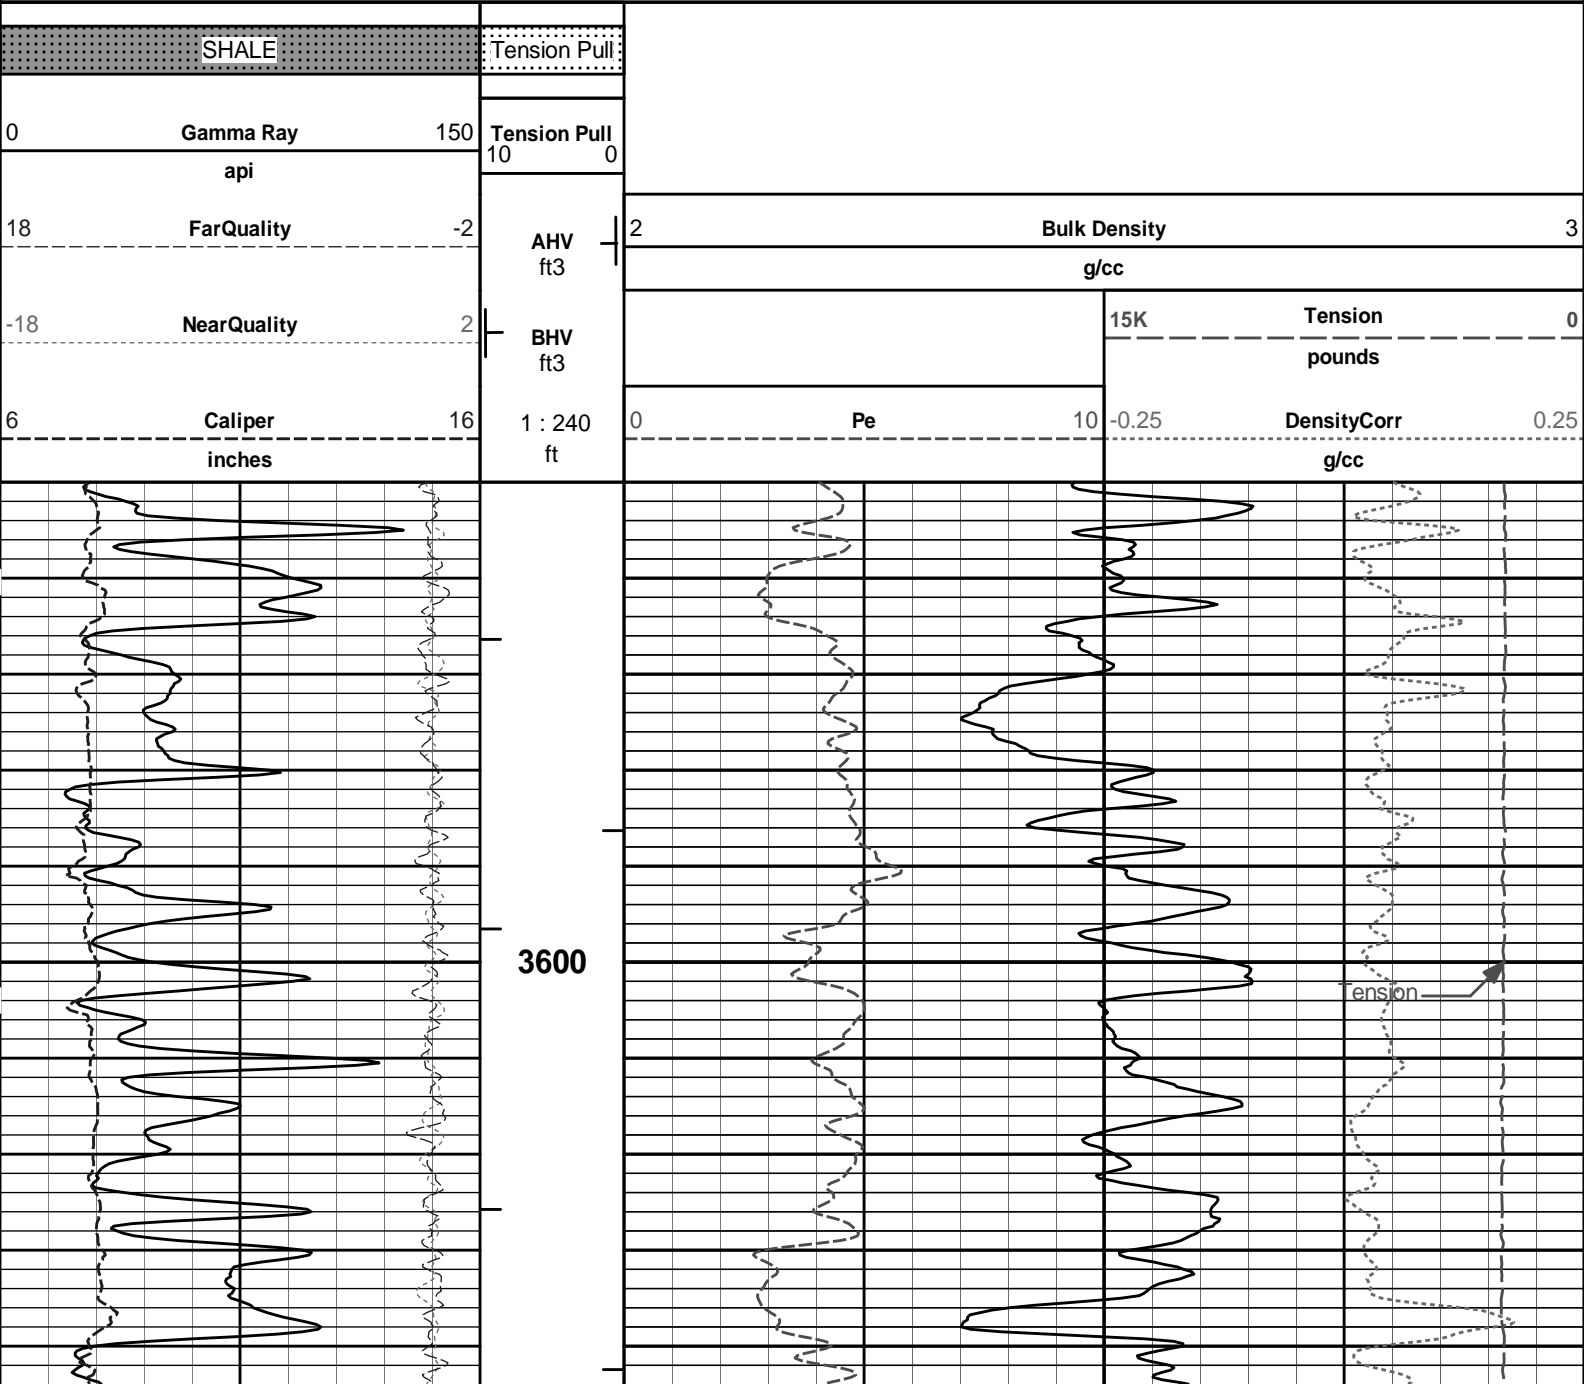 SHALE Tension Pull
0 Gamma Ray 150
Tension Pull
10 0
api
18 FarQuality -2
AHV
ft3
2 Bulk Density 3
g/cc
-18 NearQuality 2
BHV
ft3
15K Tension 0
pounds
6 Caliper 16
inches
1 : 240
ft
0 Pe 10
-0.25 DensityCorr 0.25
g/cc
3600
Tension